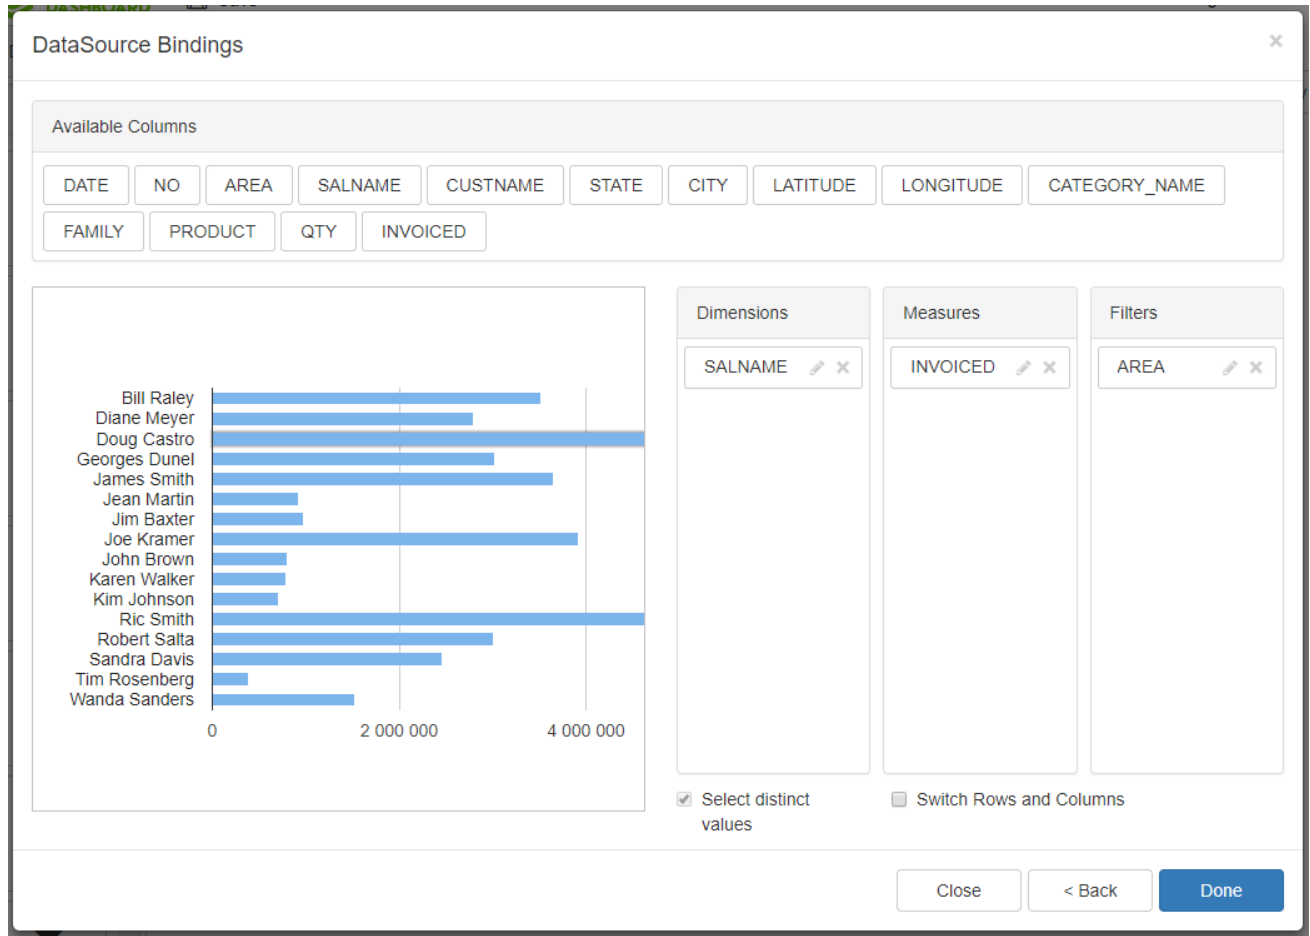 DASHBOARD
DataSource Bindings
×
Available Columns
DATE NO AREA SALNAME CUSTNAME STATE CITY LATITUDE LONGITUDE CATEGORY_NAME
FAMILY PRODUCT QTY INVOICED
Dimensions Measures Filters
SALNAME INVOICED AREA
Bill Raley
Diane Meyer
Doug Castro
Georges Dunel
James Smith
Jean Martin
Jim Baxter
Joe Kramer
John Brown
Karen Walker
Kim Johnson
Ric Smith
Robert Salta
Sandra Davis
Tim Rosenberg
Wanda Sanders
0 2 000 000 4 000 000
Select distinct values
Switch Rows and Columns
Close < Back Done